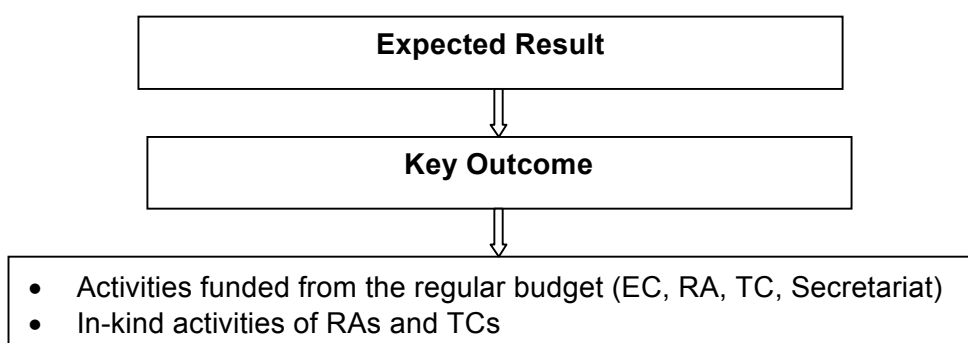 Expected Result
Key Outcome
• Activities funded from the regular budget (EC, RA, TC, Secretariat)
• In-kind activities of RAs and TCs